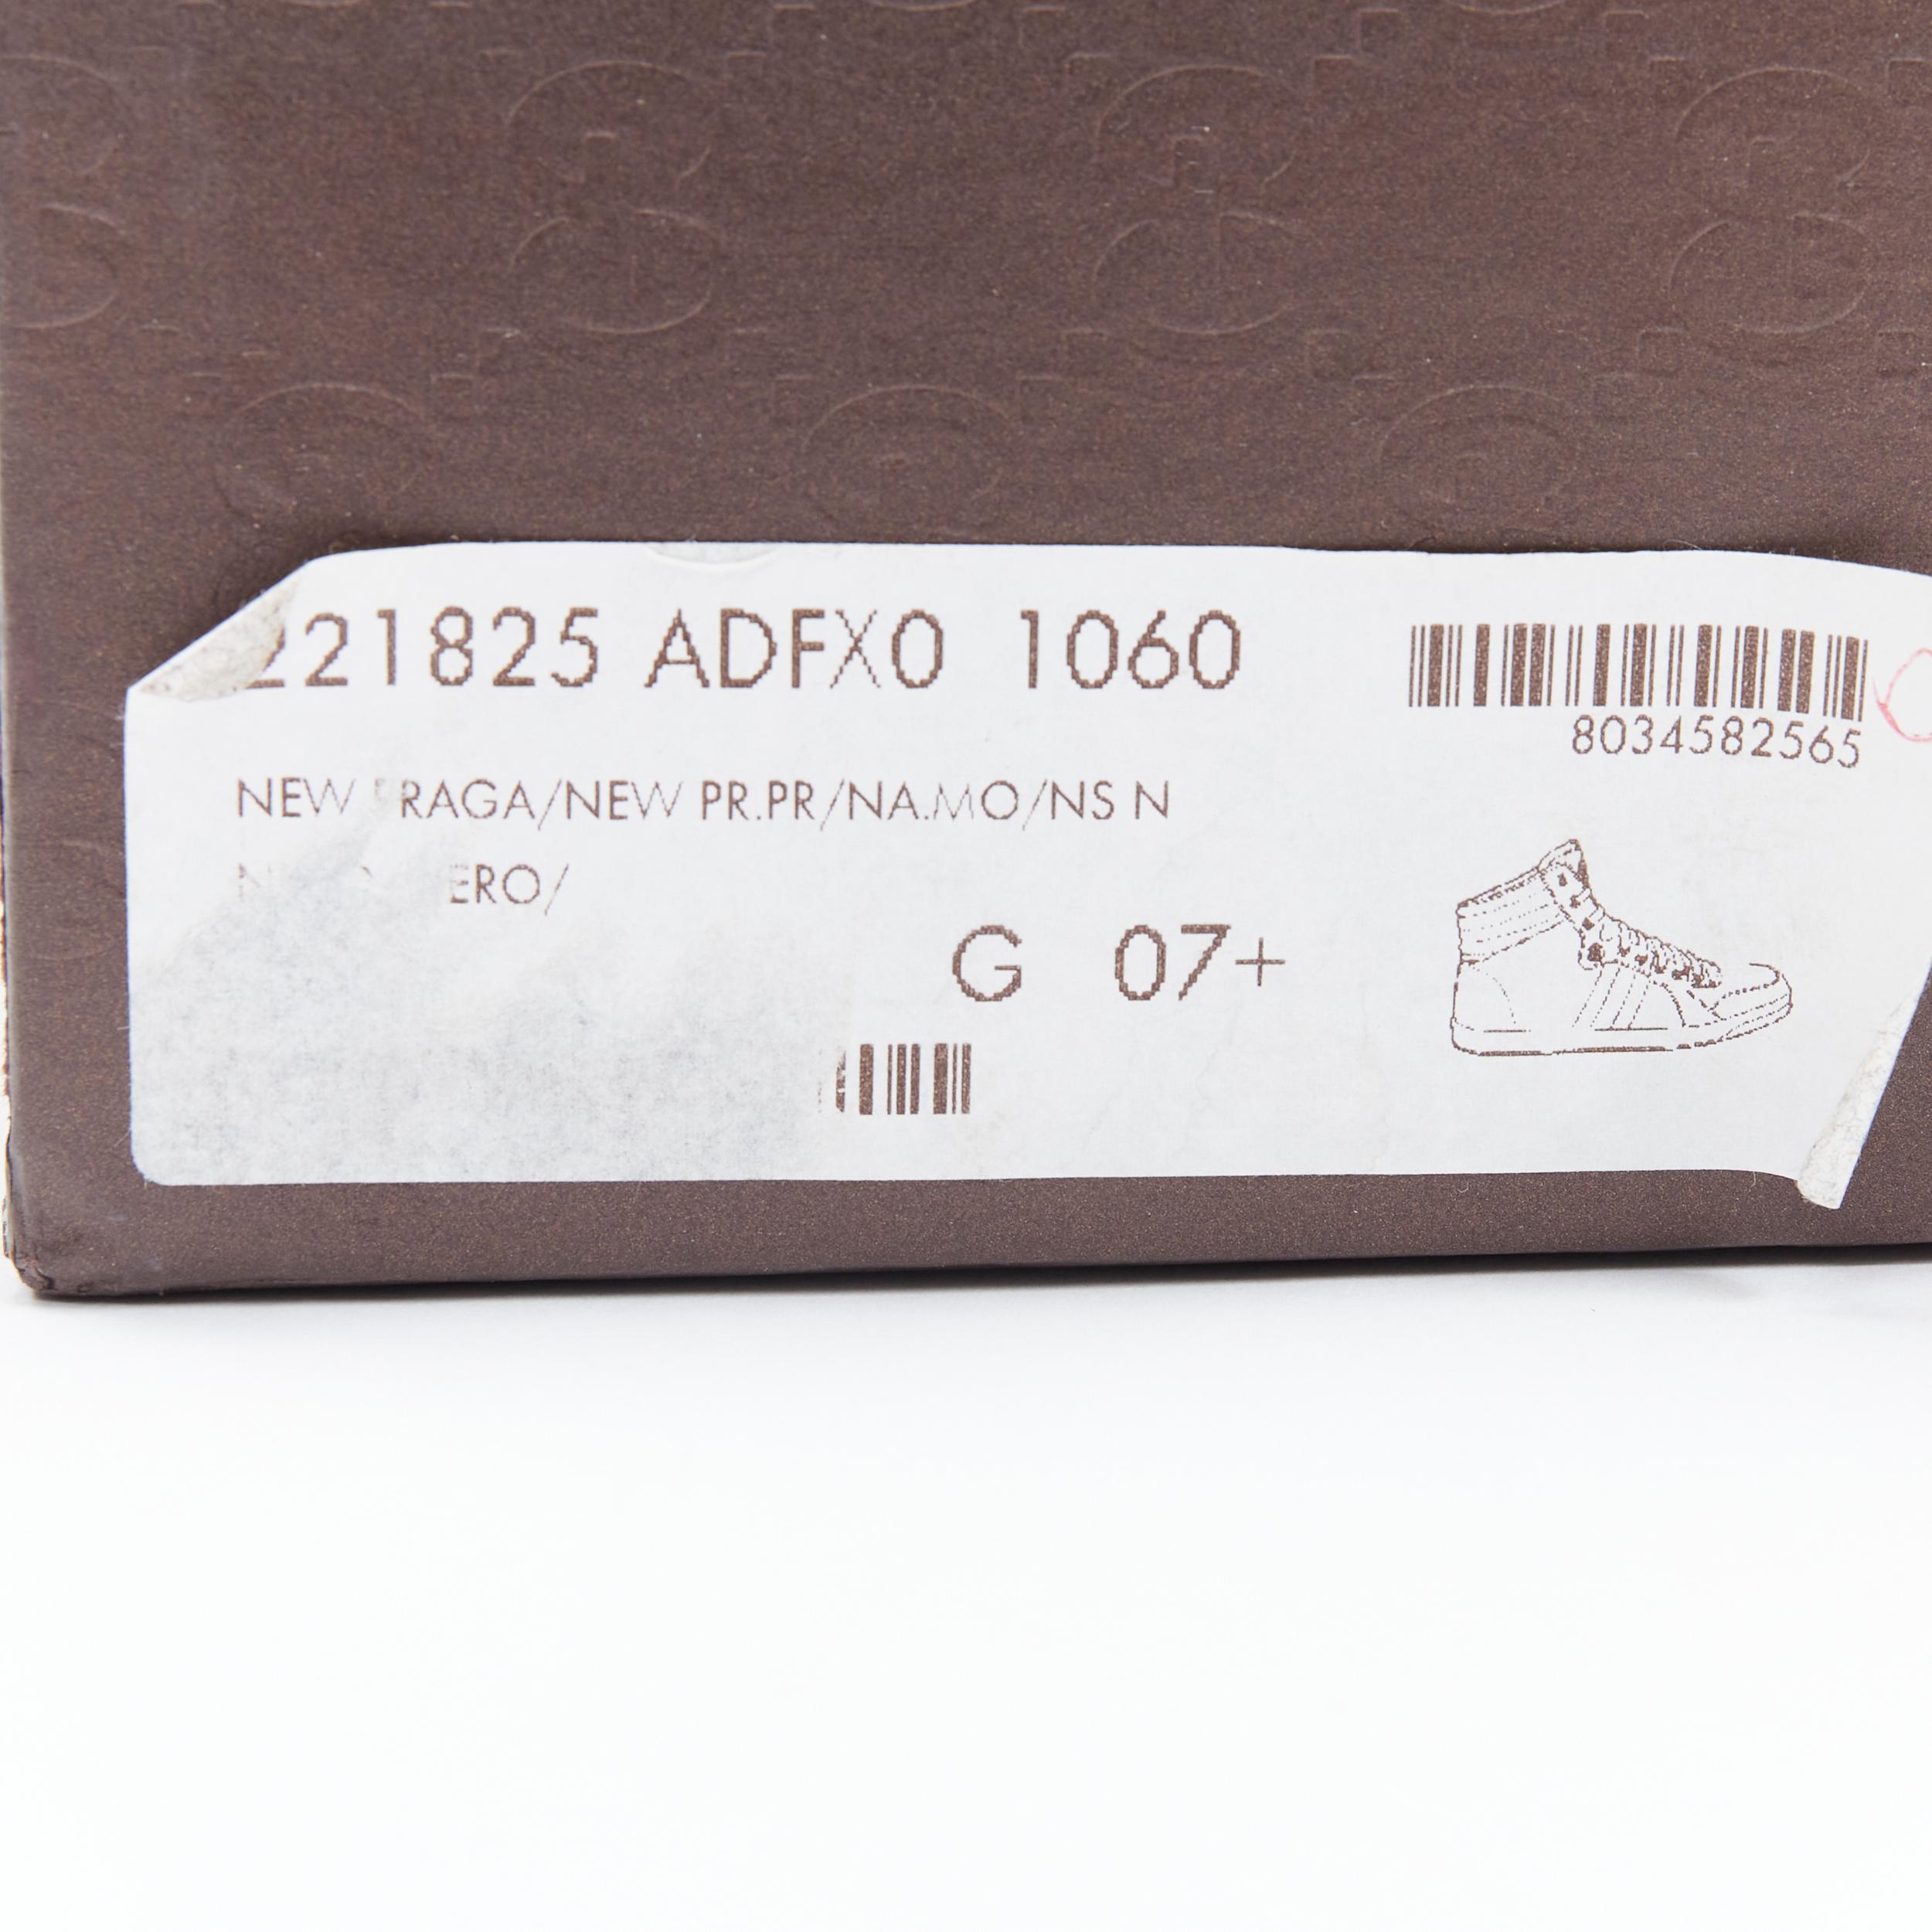 221825 ADFX0 1060
8034582565
NEW RAGA/NEW PR.PR/NA.MO/NS N
ERO/
G 07+